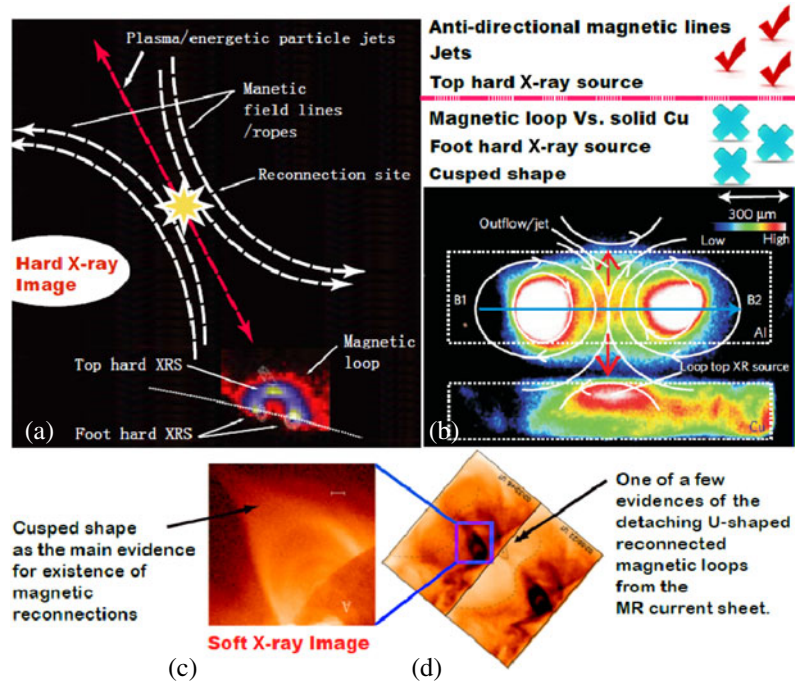 Plasma/energetic particle jets
Manetic
field lines
/ropes
Reconnection site
Hard X-ray
Image
Magnetic
loop
Top hard XRS
Foot hard XRS
(a)
Anti-directional magnetic lines
Jets
Top hard X-ray source
Magnetic loop Vs. solid Cu
Foot hard X-ray source
Cusped shape
300 µm
Low
High
Outflow/jet
B1
B2
Al
Loop top XR source
Cu
(b)
Cusped shape
as the main evidence
for existence of
magnetic
reconnections
A
Soft X-ray Image
(c)
One of a few
evidences of the
detaching U-shaped
reconnected
magnetic loops
from the
MR current sheet.
(d)